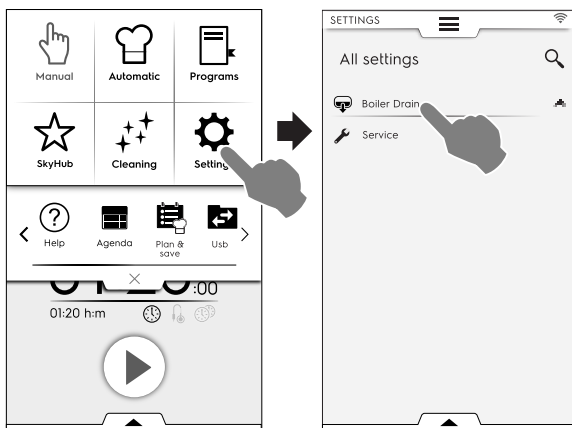 Manual Automatic Programs
SkyHub Cleaning Setting
Help Agenda Plan & save Usb
:00
01:20 h:m
SETTINGS
All settings
Boiler Drain
Service